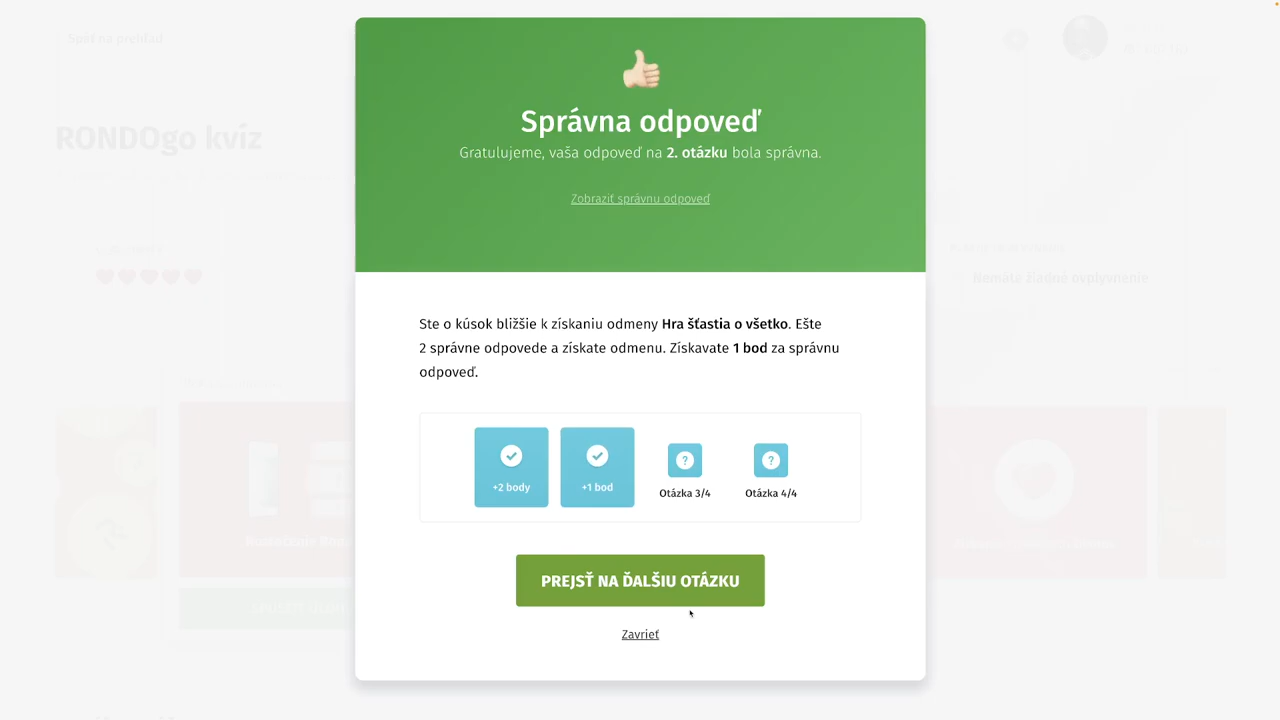 Späť na prehľad
RONDOgo kvíz
Správna odpoveď
Gratulujeme, vaša odpoveď na 2. otázku bola správna.
Zobraziť správnu odpoveď
Nemáte žiadne ovplyvnenie
Ste o kúsok bližšie k získaniu odmeny Hra šťastia o všetko. Ešte
2 správne odpovede a získate odmenu. Získavate 1 bod za správnu
odpoveď.
+2 body
+1 bod
?
?
Otázka 3/4
Otázka 4/4
PREJSŤ NA ĎALŠIU OTÁZKU
Zavrieť